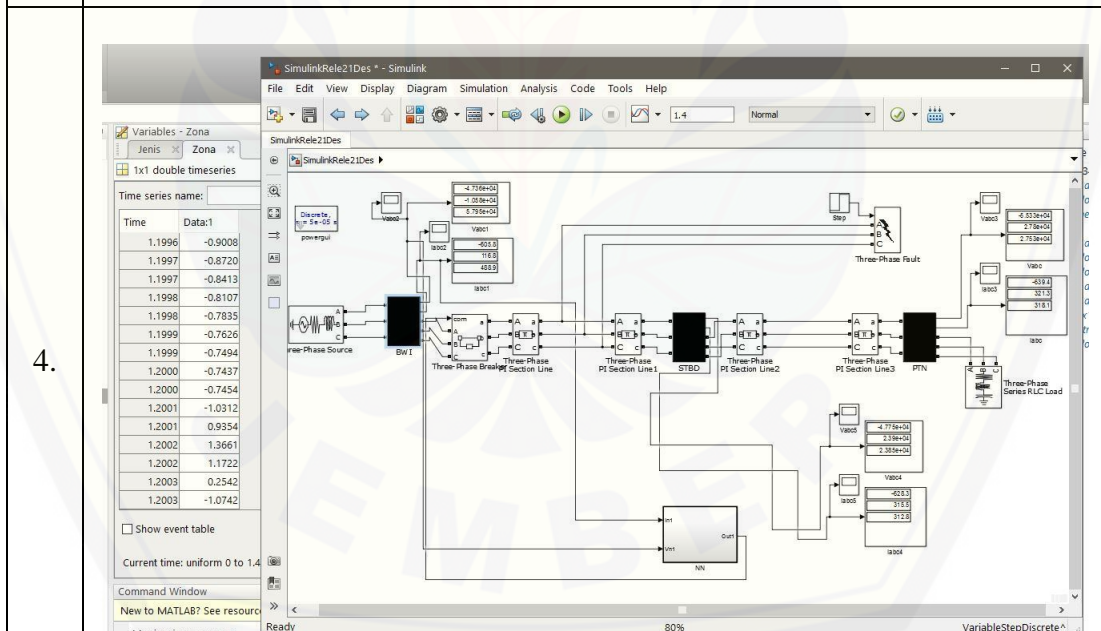 4.
SimulinkRele21Des * - Simulink
File Edit View Display Diagram Simulation Analysis Code Tools Help
1.4
Normal
SimulinkRele21Des
SimulinkRele21Des
Variables - Zona
Jenis
Zona
1x1 double timeseries
Time series name:
Time Data:1
1.1996 -0.9008
1.1997 -0.8720
1.1997 -0.8413
1.1998 -0.8107
1.1998 -0.7835
1.1999 -0.7626
1.1999 -0.7494
1.2000 -0.7437
1.2000 -0.7454
1.2001 -1.0312
1.2001 0.9354
1.2002 1.3661
1.2002 1.1722
1.2003 0.2542
1.2003 -1.0742
Show event table
Current time: uniform 0 to 1.4
Command Window
New to MATLAB? See resourc
Discrete,
= 5e-05 s
powergui
Vabc2
Iabc2
-4.736e+04
-1.058e+04
5.795e+04
Vabc1
-605.8
116.8
488.9
Iabc1
Step
A
B
C
Three-Phase Fault
Vabc3
-5.533e+04
2.78e+04
2.753e+04
Vabc
Iabc3
-639.4
321.3
318.1
Iabc
A
B
C
ree-Phase Source
BWI
com
A
B
C
a
b
c
Three-Phase Breaker
A a
B b
C c
Three-Phase
PI Section Line
A a
B b
C c
Three-Phase
PI Section Line1
STBD
A a
B b
C c
Three-Phase
PI Section Line2
A a
B b
C c
Three-Phase
PI Section Line3
PTN
A B C
Three-Phase
Series RLC Load
Vabc5
-4.775e+04
2.39e+04
2.385e+04
Vabc4
Iabc5
-628.3
315.5
312.8
Iabc4
In1
Vn1
Out1
NN
Ready
80%
VariableStepDiscrete
EMBER